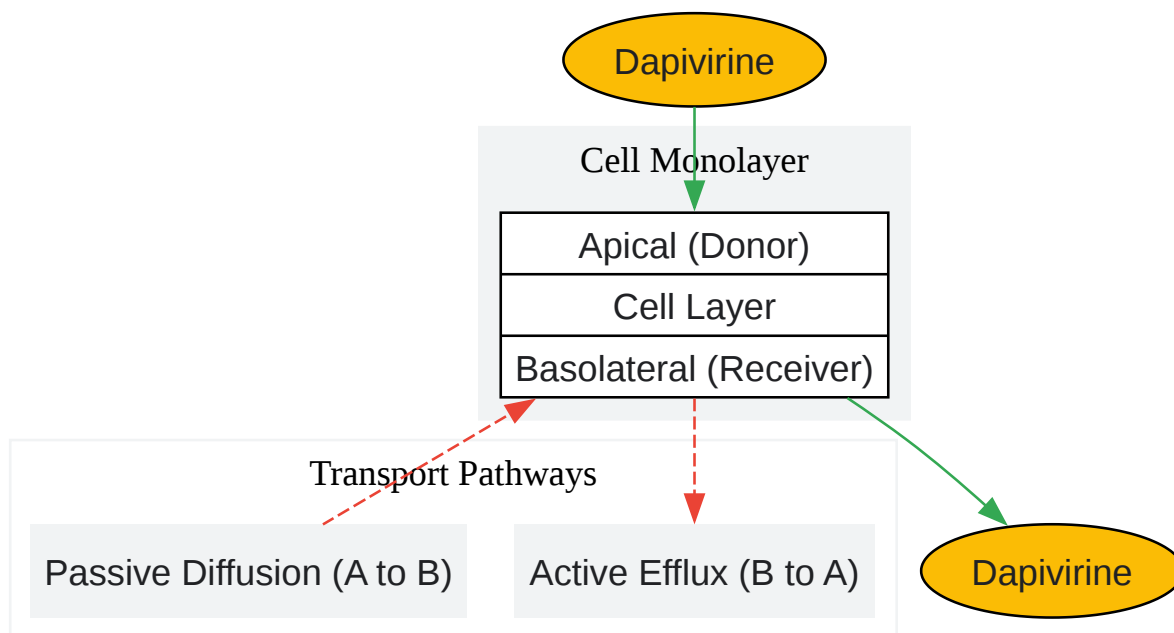 Dapivirine
Cell Monolayer
Apical (Donor)
Cell Layer
Basolateral (Receiver)
Transport Pathways
Passive Diffusion (A to B)
Active Efflux (B to A)
Dapivirine